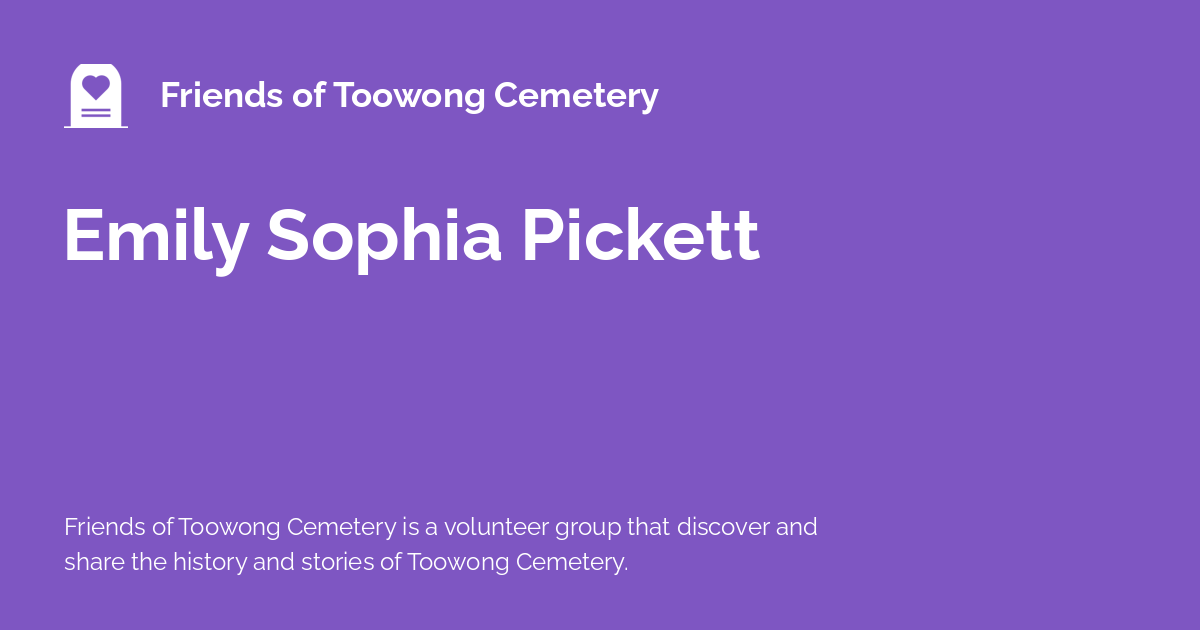 Friends of Toowong Cemetery
Emily Sophia Pickett
Friends of Toowong Cemetery is a volunteer group that discover and
share the history and stories of Toowong Cemetery.